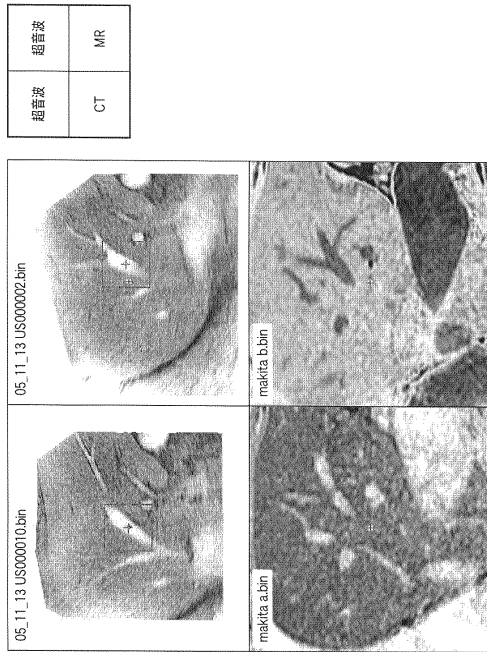 超音波 超音波
CT MR
05_11_13 US000010.bin
05_11_13 US000002.bin
makita a.bin
makita b.bin